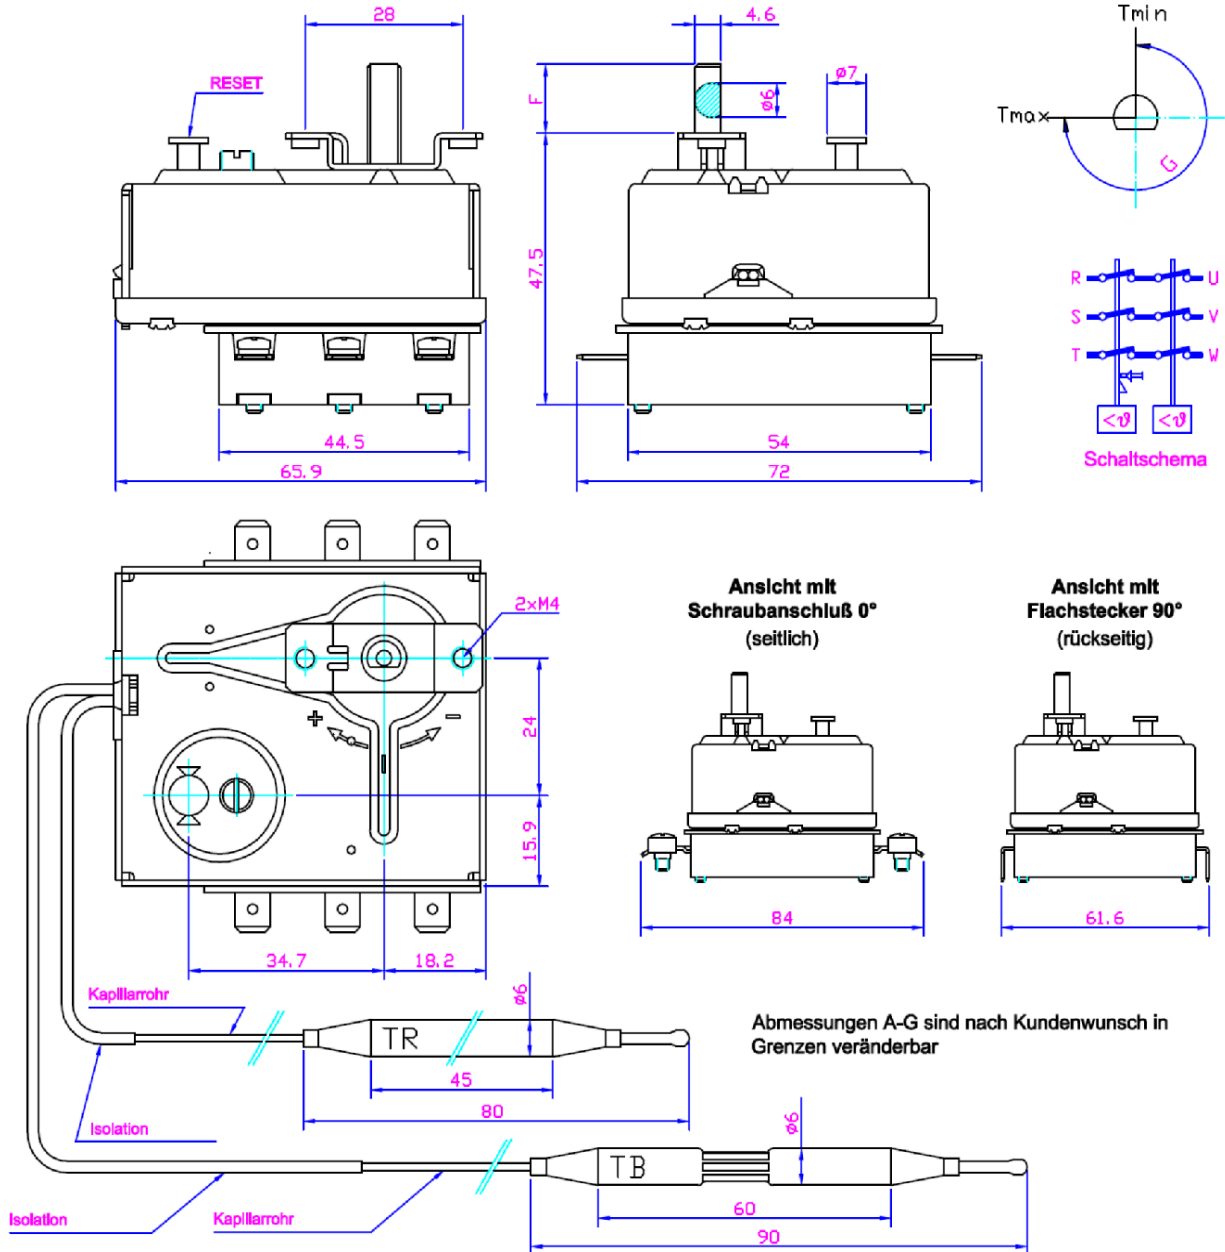 28
4.6
Tmin
RESET
F
ø6
ø7
Tmax
G
47.5
R
U
S
V
T
W
<ϑ
<ϑ
Schaltschema
44.5
65.9
54
72
2xM4
+
−
24
15.9
34.7
18.2
Ansicht mit
Schraubanschluß 0°
(seitlich)
Ansicht mit
Flachstecker 90°
(rückseitig)
84
61.6
Kapillarrohr
ø6
TR
45
80
Isolation
Abmessungen A-G sind nach Kundenwunsch in
Grenzen veränderbar
ø6
TB
60
90
Isolation
Kapillarrohr